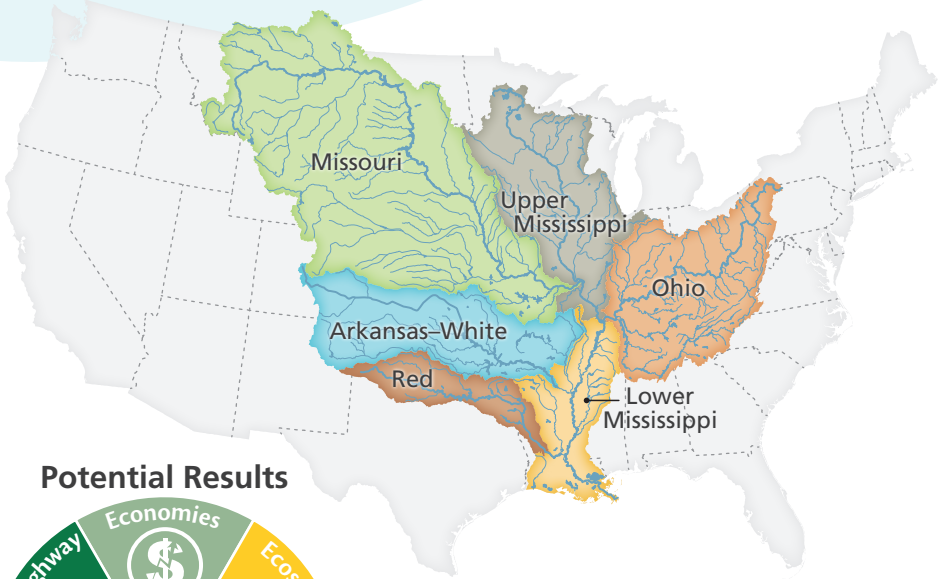 Missouri
Upper
Mississippi
Ohio
Arkansas–White
Red
Lower
Mississippi
Potential Results
Economies